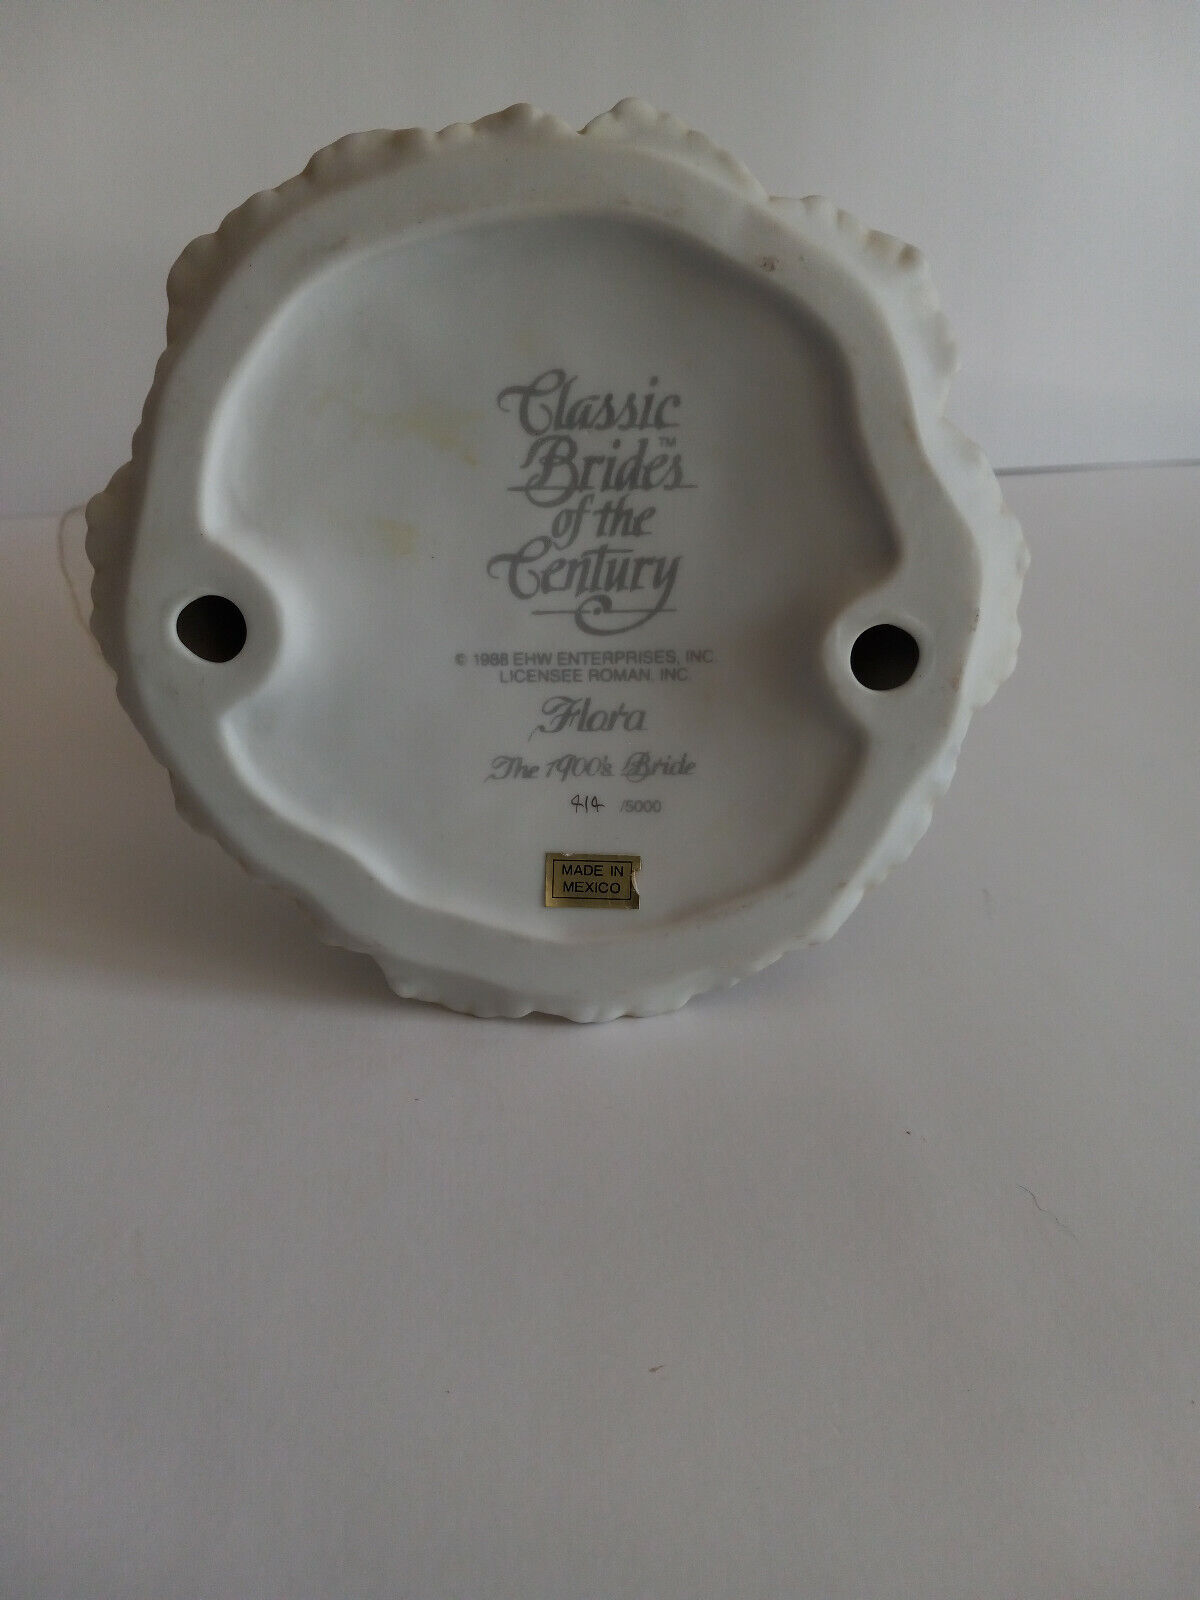 Classic
Brides™
of the
Century
© 1988 EHW ENTERPRISES, INC.
LICENSEE ROMAN, INC.
Flora
The 1900's Bride
414 /5000
MADE IN
MEXICO